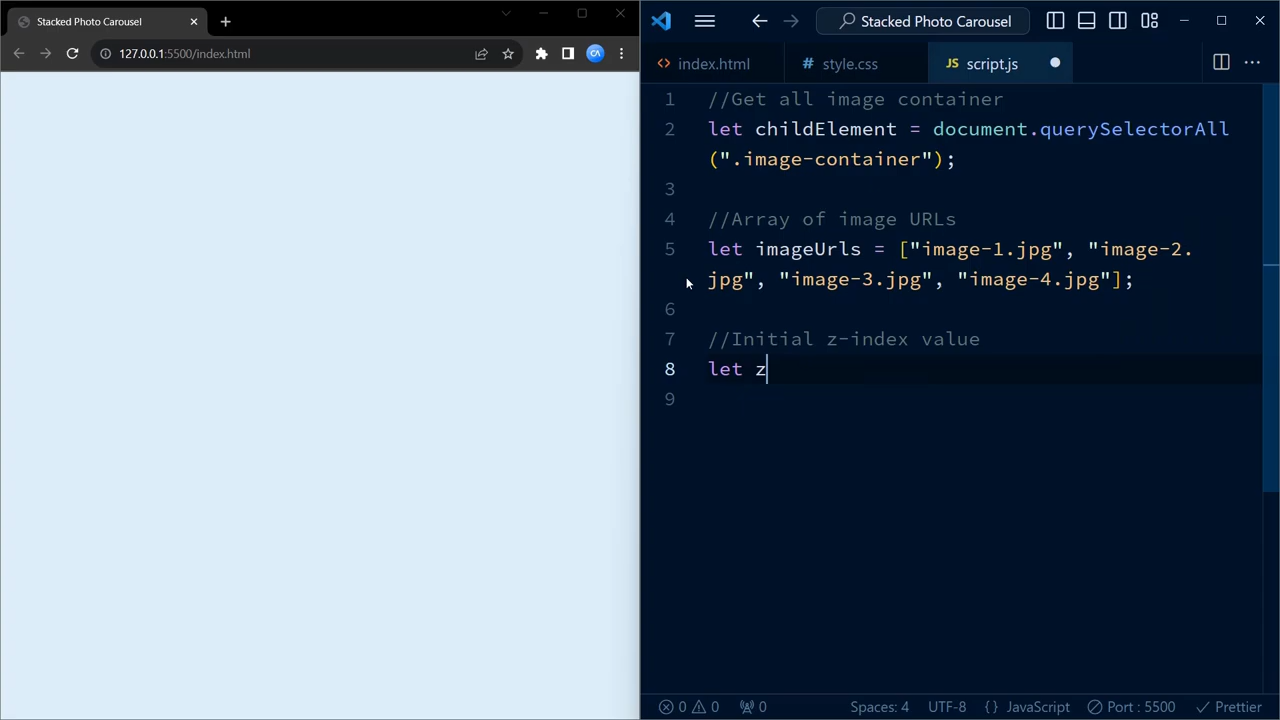 Stacked Photo Carousel
127.0.0.1:5500/index.html
CA
Stacked Photo Carousel
<> index.html
# style.css
JS script.js
1 //Get all image container
2 let childElement = document.querySelectorAll
(".image-container");
3
4 //Array of image URLs
5 let imageUrls = ["image-1.jpg", "image-2.
jpg", "image-3.jpg", "image-4.jpg"];
6
7 //Initial z-index value
8 let z
9
0 0 0 Spaces: 4 UTF-8 {} JavaScript Port : 5500 Prettier